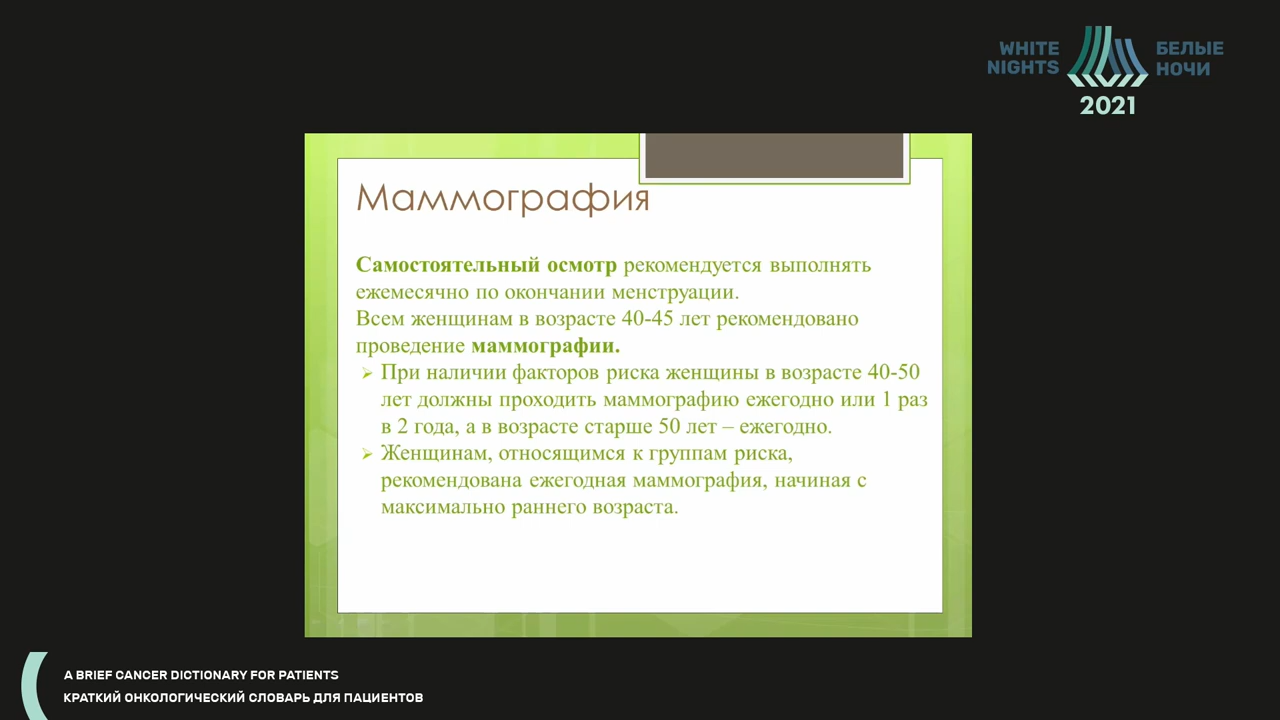 WHITE NIGHTS
БЕЛЫЕ НОЧИ
2021
Маммография
Самостоятельный осмотр рекомендуется выполнять
ежемесячно по окончании менструации.
Всем женщинам в возрасте 40-45 лет рекомендовано
проведение маммографии.
При наличии факторов риска женщины в возрасте 40-50
лет должны проходить маммографию ежегодно или 1 раз
в 2 года, а в возрасте старше 50 лет – ежегодно.
Женщинам, относящимся к группам риска,
рекомендована ежегодная маммография, начиная с
максимально раннего возраста.
A BRIEF CANCER DICTIONARY FOR PATIENTS
КРАТКИЙ ОНКОЛОГИЧЕСКИЙ СЛОВАРЬ ДЛЯ ПАЦИЕНТОВ